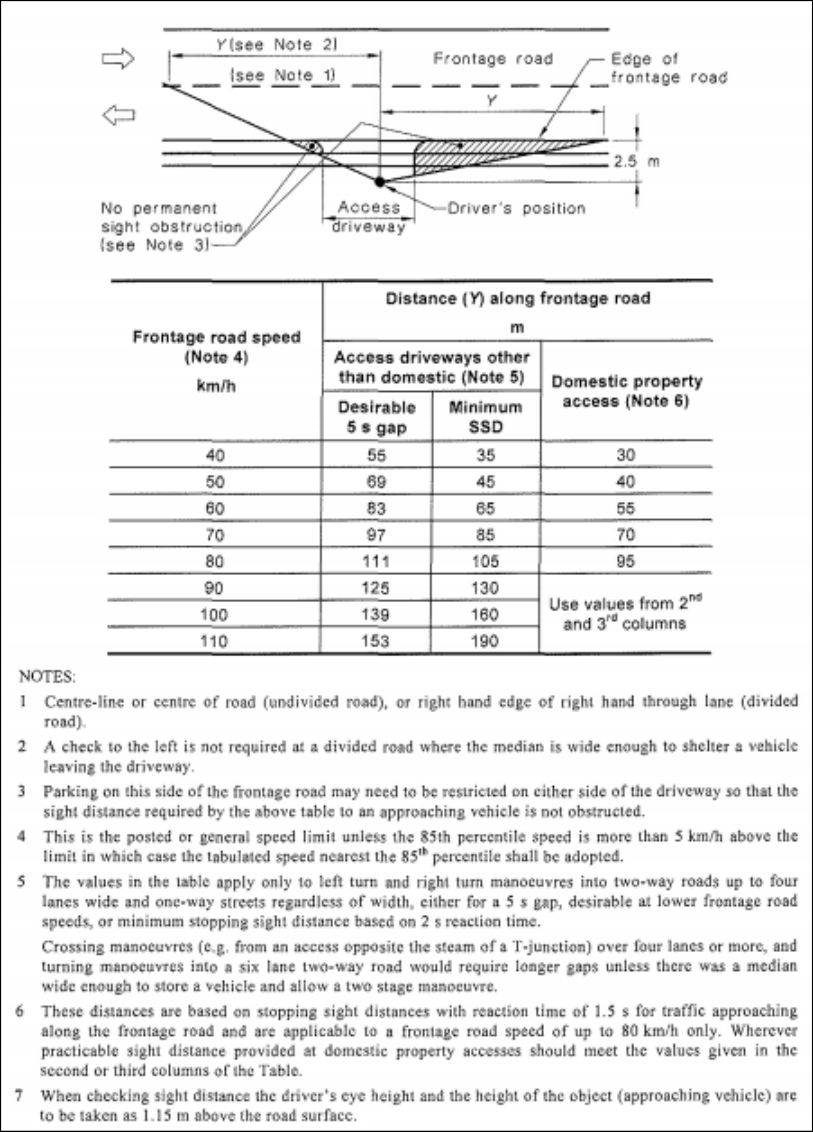 Y(see Note 2)
(see Note 1)
Frontage road
Edge of
frontage road
Y
2.5 m
No permanent
sight obstruction
(see Note 3)
Access
driveway
Driver's position
Frontage road speed
(Note 4)
km/h
Distance (Y) along frontage road
m
Access driveways other
than domestic (Note 5)
Domestic property
access (Note 6)
Desirable
5 s gap
Minimum
SSD
40 55 35 30
50 69 45 40
60 83 65 55
70 97 85 70
80 111 105 95
90 125 130
100 139 160
110 153 190
Use values from 2nd
and 3rd columns
NOTES:
1 Centre-line or centre of road (undivided road), or right hand edge of right hand through lane (divided
road).
2 A check to the left is not required at a divided road where the median is wide enough to shelter a vehicle
leaving the driveway.
3 Parking on this side of the frontage road may need to be restricted on either side of the driveway so that the
sight distance required by the above table to an approaching vehicle is not obstructed.
4 This is the posted or general speed limit unless the 85th percentile speed is more than 5 km/h above the
limit in which case the tabulated speed nearest the 85th percentile shall be adopted.
5 The values in the table apply only to left turn and right turn manoeuvres into two-way roads up to four
lanes wide and one-way streets regardless of width, either for a 5 s gap, desirable at lower frontage road
speeds, or minimum stopping sight distance based on 2 s reaction time.
Crossing manoeuvres (e.g. from an access opposite the steam of a T-junction) over four lanes or more, and
turning manoeuvres into a six lane two-way road would require longer gaps unless there was a median
wide enough to store a vehicle and allow a two stage manoeuvre.
6 These distances are based on stopping sight distances with reaction time of 1.5 s for traffic approaching
along the frontage road and are applicable to a frontage road speed of up to 80 km/h only. Wherever
practicable sight distance provided at domestic property accesses should meet the values given in the
second or third columns of the Table.
7 When checking sight distance the driver's eye height and the height of the object (approaching vehicle) are
to be taken as 1.15 m above the road surface.